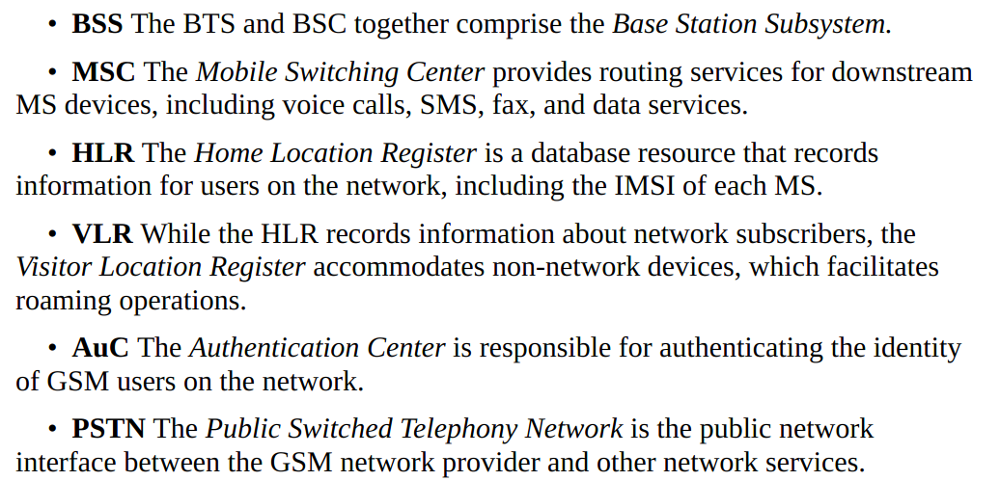 • BSS The BTS and BSC together comprise the Base Station Subsystem.
• MSC The Mobile Switching Center provides routing services for downstream
MS devices, including voice calls, SMS, fax, and data services.
• HLR The Home Location Register is a database resource that records
information for users on the network, including the IMSI of each MS.
• VLR While the HLR records information about network subscribers, the
Visitor Location Register accommodates non-network devices, which facilitates
roaming operations.
• AuC The Authentication Center is responsible for authenticating the identity
of GSM users on the network.
• PSTN The Public Switched Telephony Network is the public network
interface between the GSM network provider and other network services.